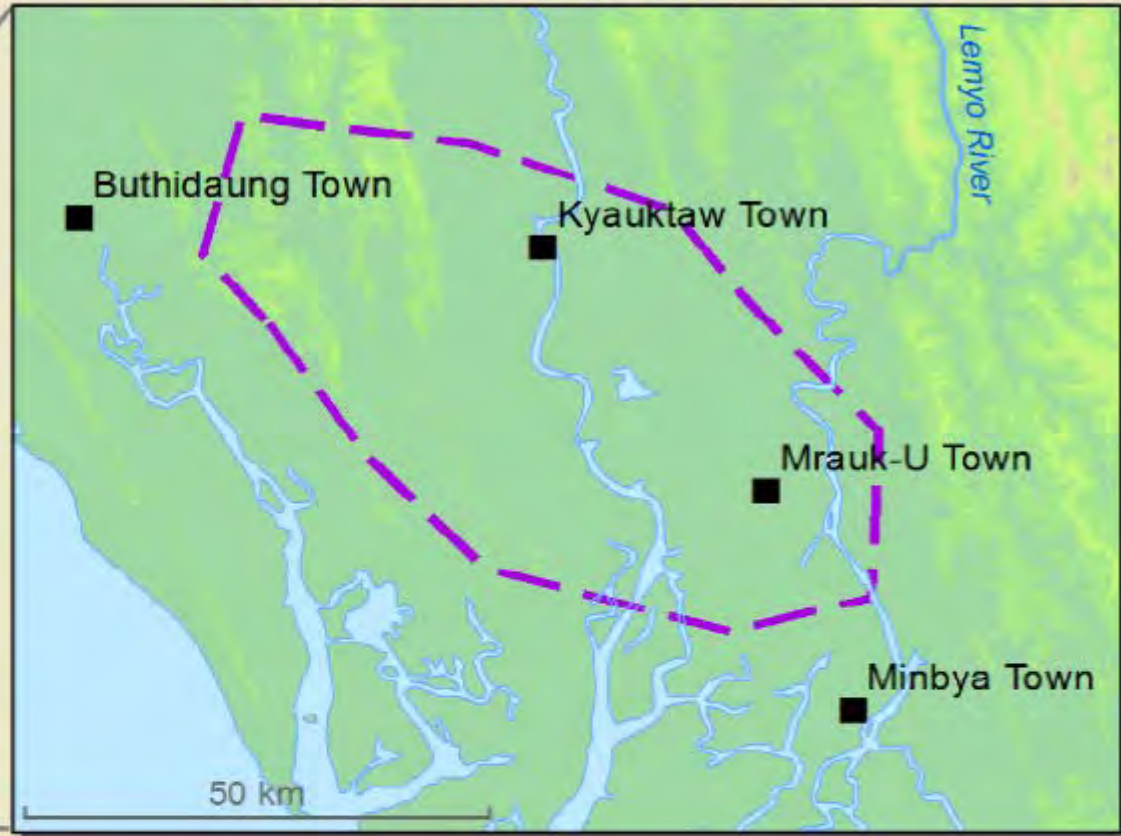 Lemyo River
Buthidaung Town
Kyauktaw Town
Mrauk-U Town
Minbya Town
50 km